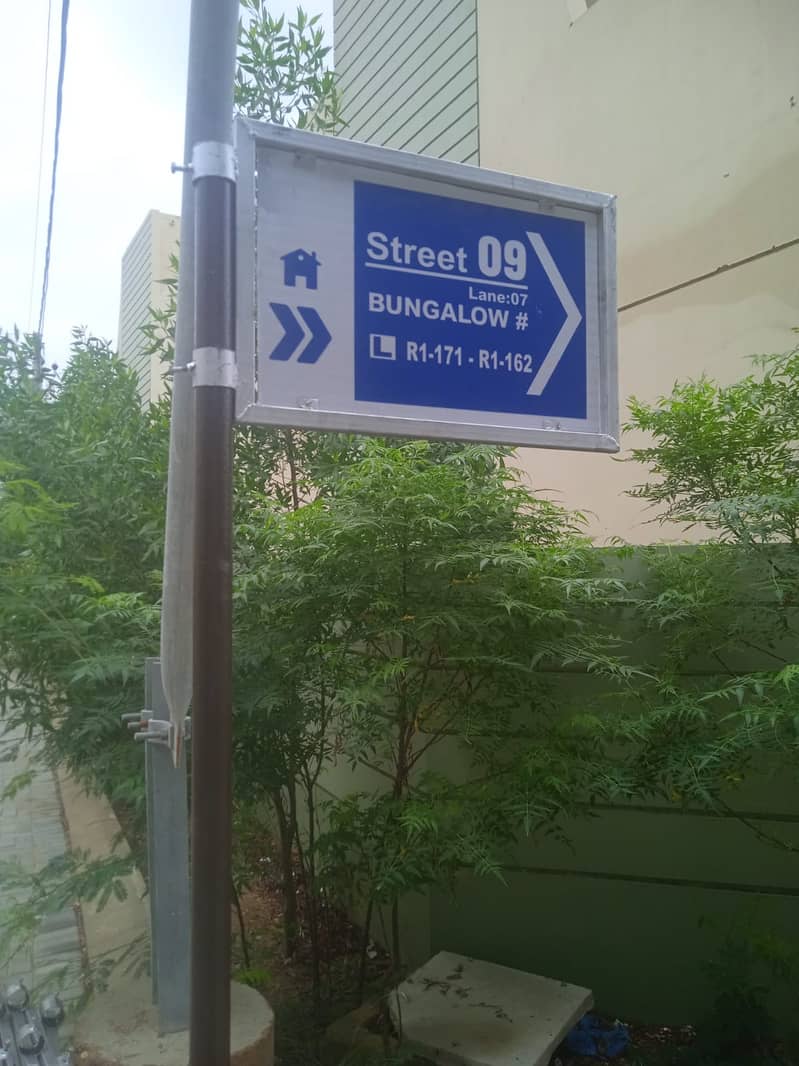 Street 09
Lane:07
BUNGALOW #
L R1-171 - R1-162